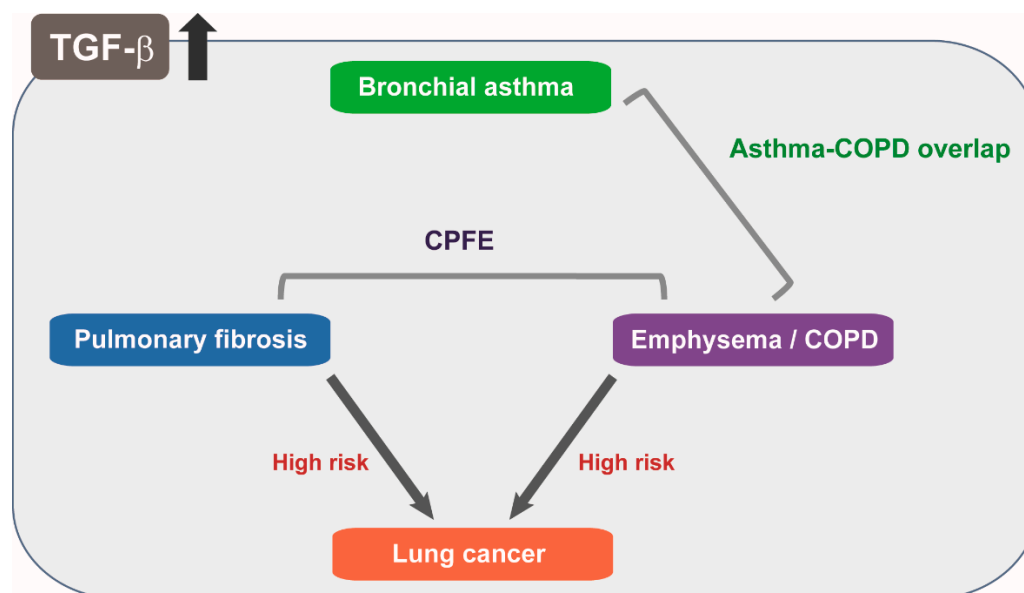 TGF-β
Bronchial asthma
Asthma-COPD overlap
CPFE
Pulmonary fibrosis
Emphysema / COPD
High risk
High risk
Lung cancer